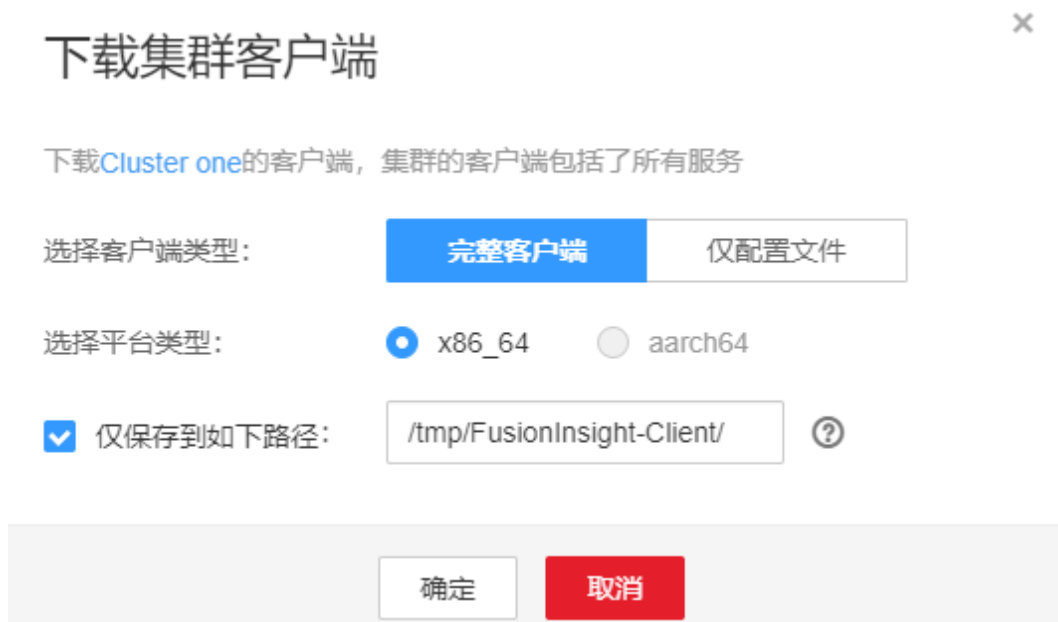 下载集群客户端
下载Cluster one的客户端，集群的客户端包括了所有服务
选择客户端类型： 完整客户端 仅配置文件
选择平台类型： x86_64 aarch64
仅保存到如下路径： /tmp/FusionInsight-Client/
确定 取消